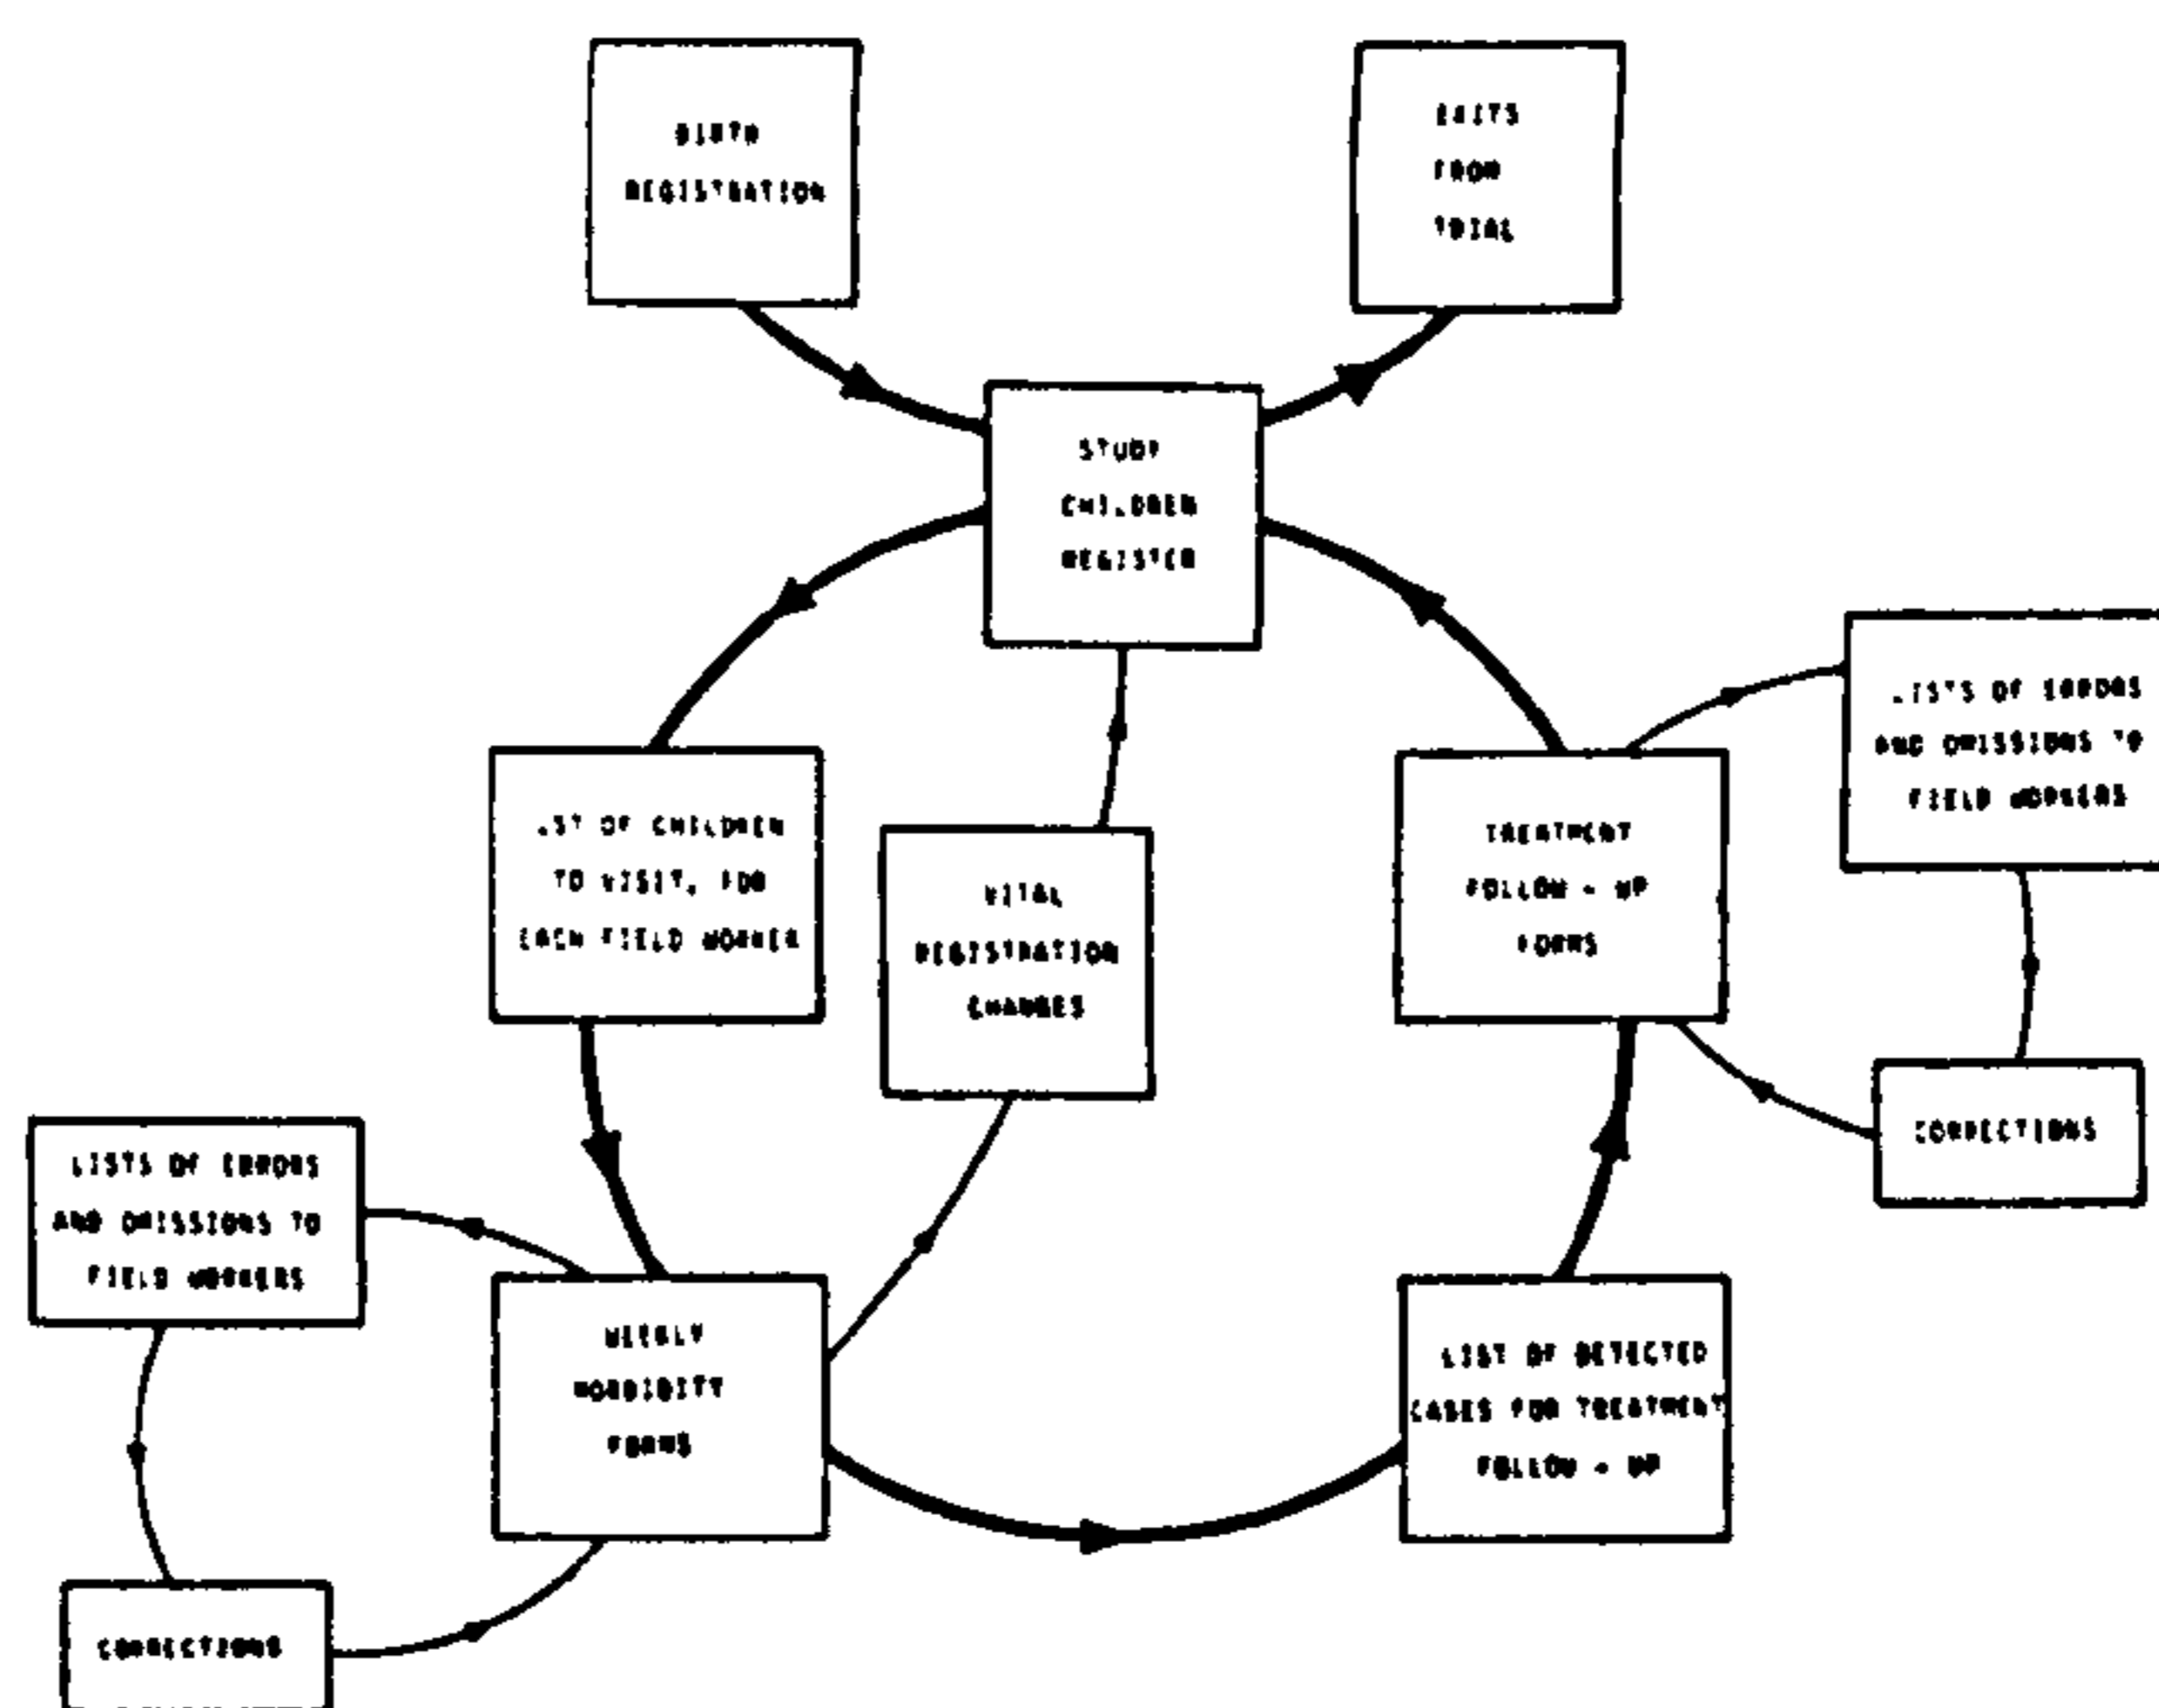 BIRTH
REGISTRATION
EXITS
FROM
TRIAL
STUDY
CHILDREN
REGISTER
LIST OF CHILDREN
TO VISIT, FOR
EACH FIELD WORKER
VITAL
REGISTRATION
CHANGES
TREATMENT
FOLLOW - UP
FORMS
LISTS OF ERRORS
AND OMISSIONS TO
FIELD WORKERS
CORRECTIONS
LISTS OF ERRORS
AND OMISSIONS TO
FIELD WORKERS
WEEKLY
MORBIDITY
FORMS
LIST OF DETECTED
CASES FOR TREATMENT
FOLLOW - UP
CORRECTIONS